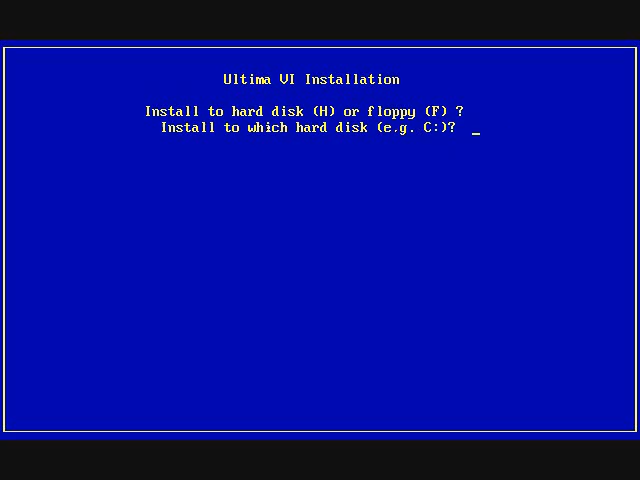 Ultima VI Installation
Install to hard disk (H) or floppy (F) ?
Install to which hard disk (e.g. C:)? _